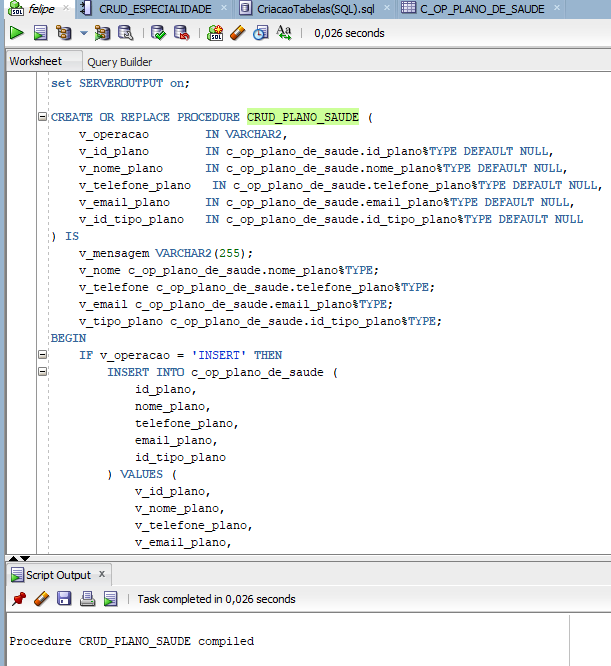 felipe CRUD_ESPECIALIDADE CriacaoTabelas(SQL).sql C_OP_PLANO_DE_SAUDE
0,026 seconds
Worksheet Query Builder
set SERVEROUTPUT on;
CREATE OR REPLACE PROCEDURE CRUD_PLANO_SAUDE (
v_operacao IN VARCHAR2,
v_id_plano IN c_op_plano_de_saude.id_plano%TYPE DEFAULT NULL,
v_nome_plano IN c_op_plano_de_saude.nome_plano%TYPE DEFAULT NULL,
v_telefone_plano IN c_op_plano_de_saude.telefone_plano%TYPE DEFAULT NULL,
v_email_plano IN c_op_plano_de_saude.email_plano%TYPE DEFAULT NULL,
v_id_tipo_plano IN c_op_plano_de_saude.id_tipo_plano%TYPE DEFAULT NULL
) IS
v_mensagem VARCHAR2(255);
v_nome c_op_plano_de_saude.nome_plano%TYPE;
v_telefone c_op_plano_de_saude.telefone_plano%TYPE;
v_email c_op_plano_de_saude.email_plano%TYPE;
v_tipo_plano c_op_plano_de_saude.id_tipo_plano%TYPE;
BEGIN
IF v_operacao = 'INSERT' THEN
INSERT INTO c_op_plano_de_saude (
id_plano,
nome_plano,
telefone_plano,
email_plano,
id_tipo_plano
) VALUES (
v_id_plano,
v_nome_plano,
v_telefone_plano,
v_email_plano,
Script Output x
Task completed in 0,026 seconds
Procedure CRUD_PLANO_SAUDE compiled